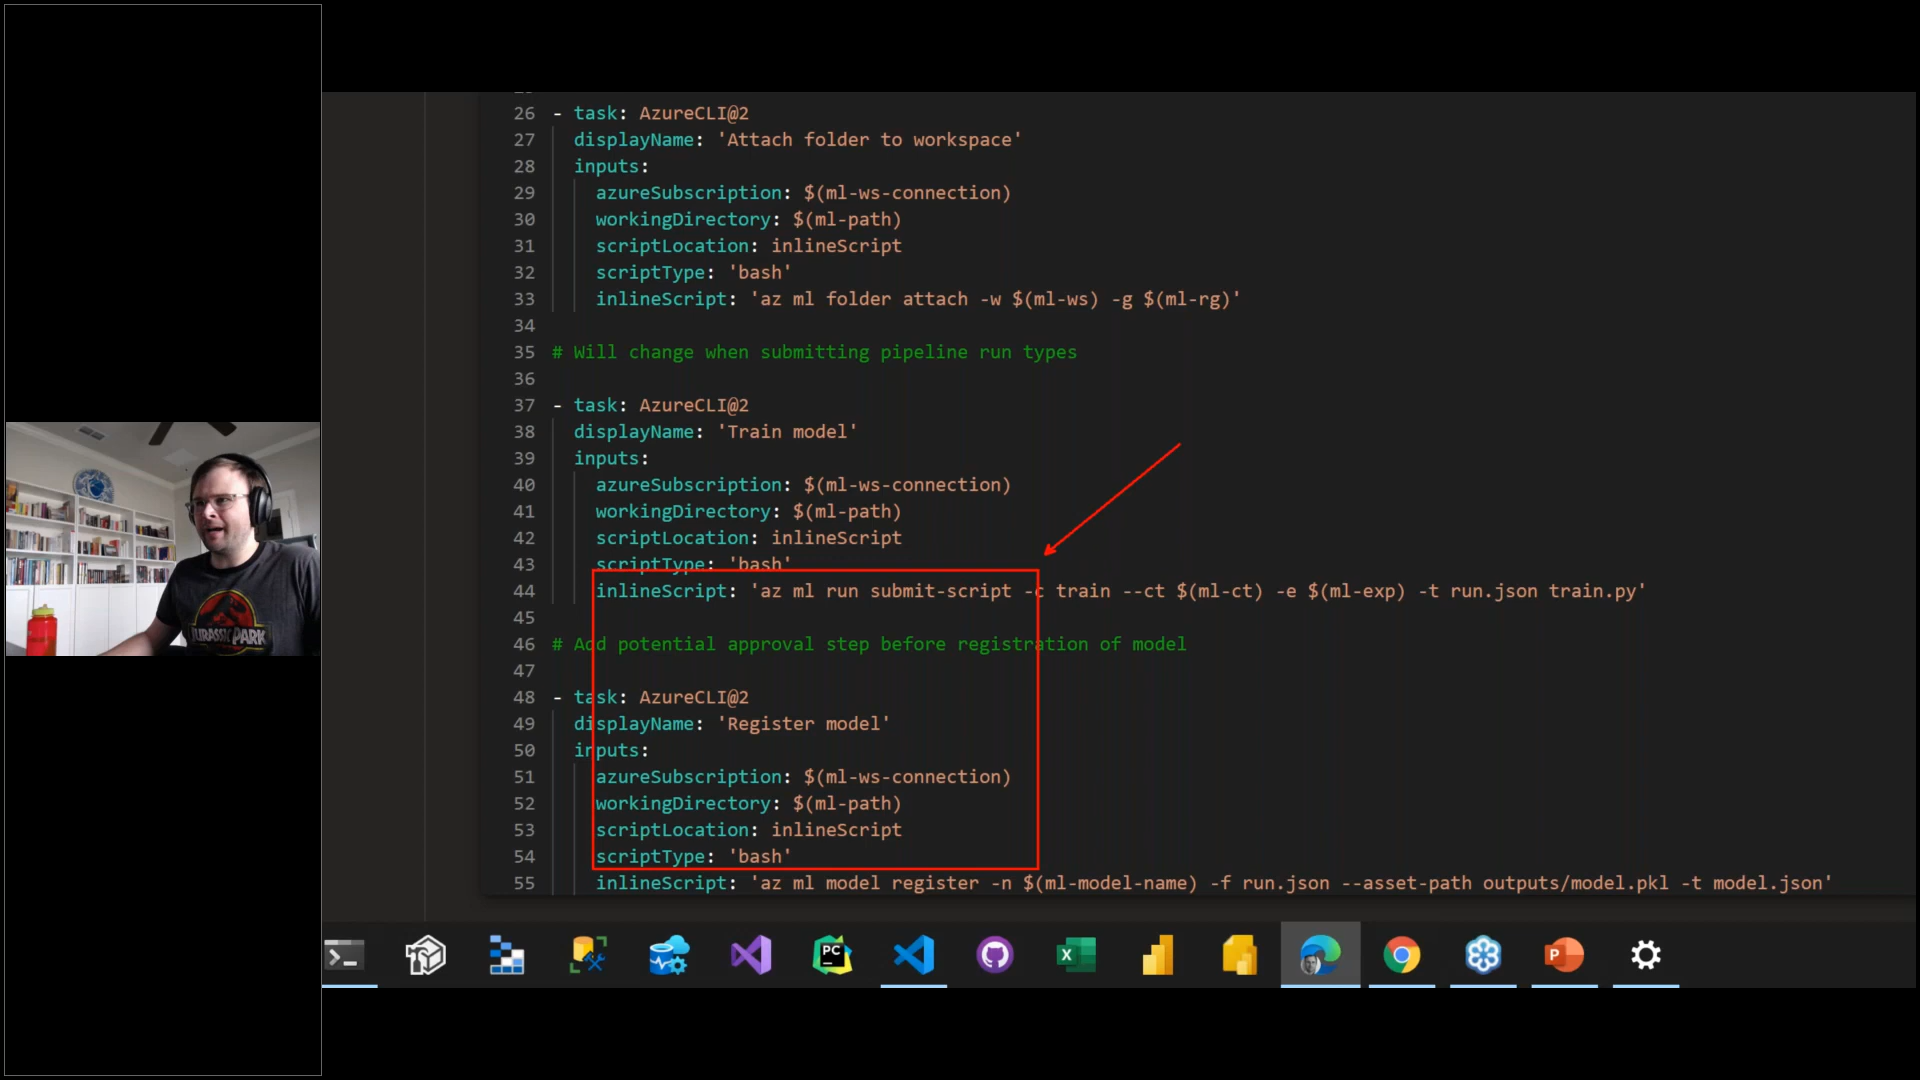 26 - task: AzureCLI@2
27 displayName: 'Attach folder to workspace'
28 inputs:
29 azureSubscription: $(ml-ws-connection)
30 workingDirectory: $(ml-path)
31 scriptLocation: inlineScript
32 scriptType: 'bash'
33 inlineScript: 'az ml folder attach -w $(ml-ws) -g $(ml-rg)'
34
35 # Will change when submitting pipeline run types
36
37 - task: AzureCLI@2
38 displayName: 'Train model'
39 inputs:
40 azureSubscription: $(ml-ws-connection)
41 workingDirectory: $(ml-path)
42 scriptLocation: inlineScript
43 scriptType: 'bash'
44 inlineScript: 'az ml run submit-script -c train --ct $(ml-ct) -e $(ml-exp) -t run.json train.py'
45
46 # Add potential approval step before registration of model
47
48 - task: AzureCLI@2
49 displayName: 'Register model'
50 inputs:
51 azureSubscription: $(ml-ws-connection)
52 workingDirectory: $(ml-path)
53 scriptLocation: inlineScript
54 scriptType: 'bash'
55 inlineScript: 'az ml model register -n $(ml-model-name) -f run.json --asset-path outputs/model.pkl -t model.json'
JURASSIC PARK
PC
X
P